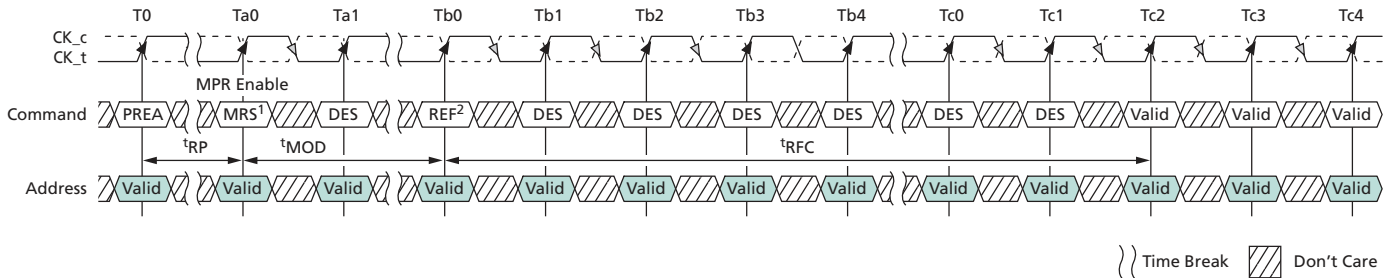 T0 Ta0 Ta1 Tb0 Tb1 Tb2 Tb3 Tb4 Tc0 Tc1 Tc2 Tc3 Tc4
CK_c
CK_t
MPR Enable
Command PREA MRS1 DES REF2 DES DES DES DES DES DES Valid Valid Valid
tRP tMOD tRFC
Address Valid Valid Valid Valid Valid Valid Valid Valid Valid Valid Valid Valid Valid
Time Break Don't Care